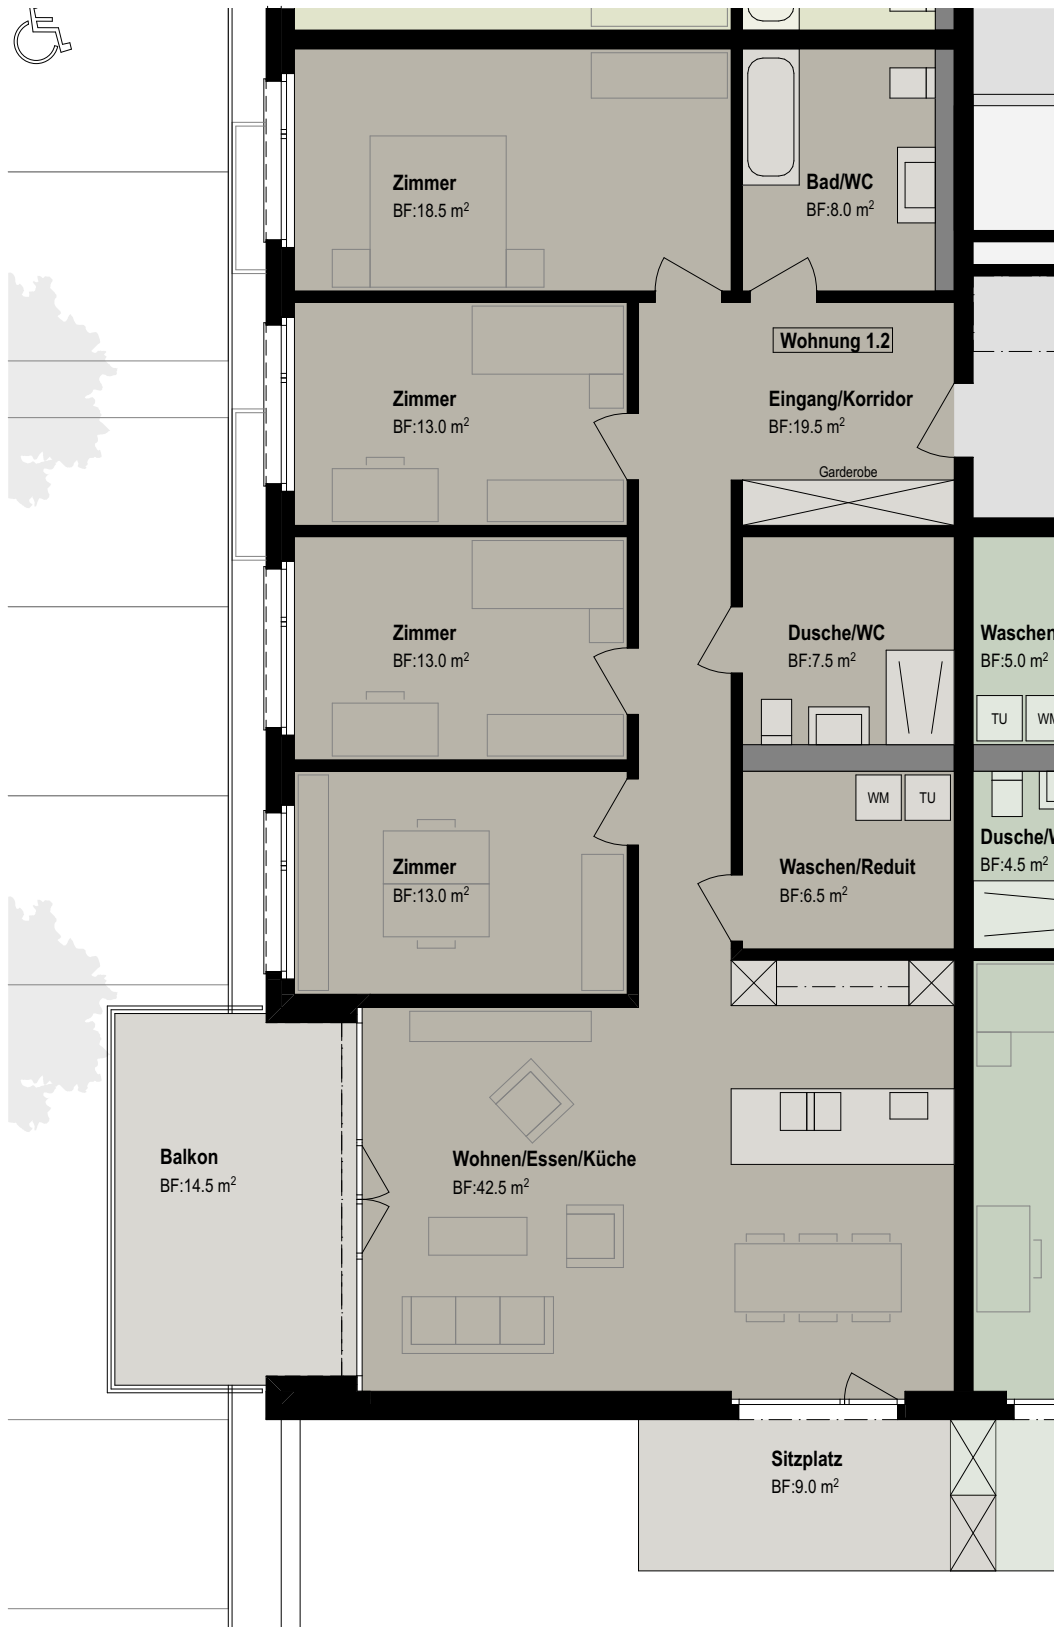 Zimmer
BF:18.5 m²
Bad/WC
BF:8.0 m²
Wohnung 1.2
Zimmer
BF:13.0 m²
Eingang/Korridor
BF:19.5 m²
Garderobe
Zimmer
BF:13.0 m²
Dusche/WC
BF:7.5 m²
Waschen
BF:5.0 m²
TU
WM
WM
TU
Zimmer
BF:13.0 m²
Waschen/Reduit
BF:6.5 m²
Dusche/W
BF:4.5 m²
Balkon
BF:14.5 m²
Wohnen/Essen/Küche
BF:42.5 m²
Sitzplatz
BF:9.0 m²